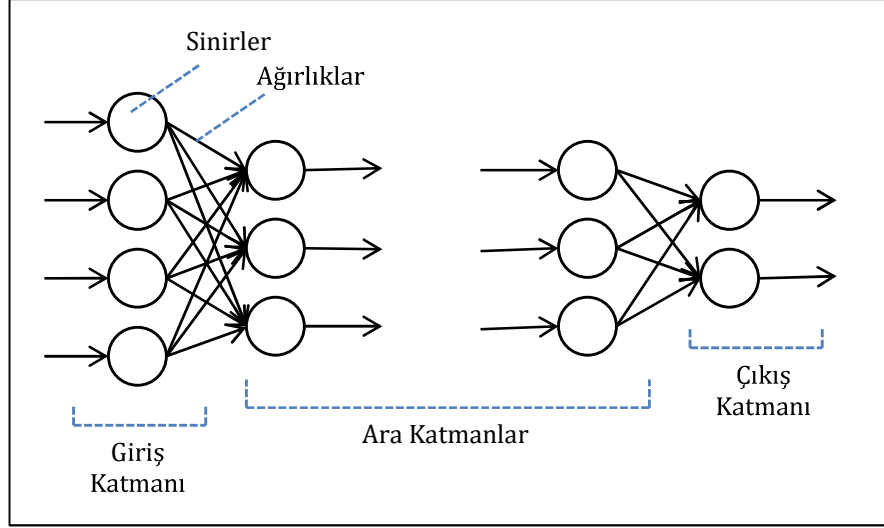 Sinirler
Ağırlıklar
Giriş
Katmanı
Ara Katmanlar
Çıkış
Katmanı